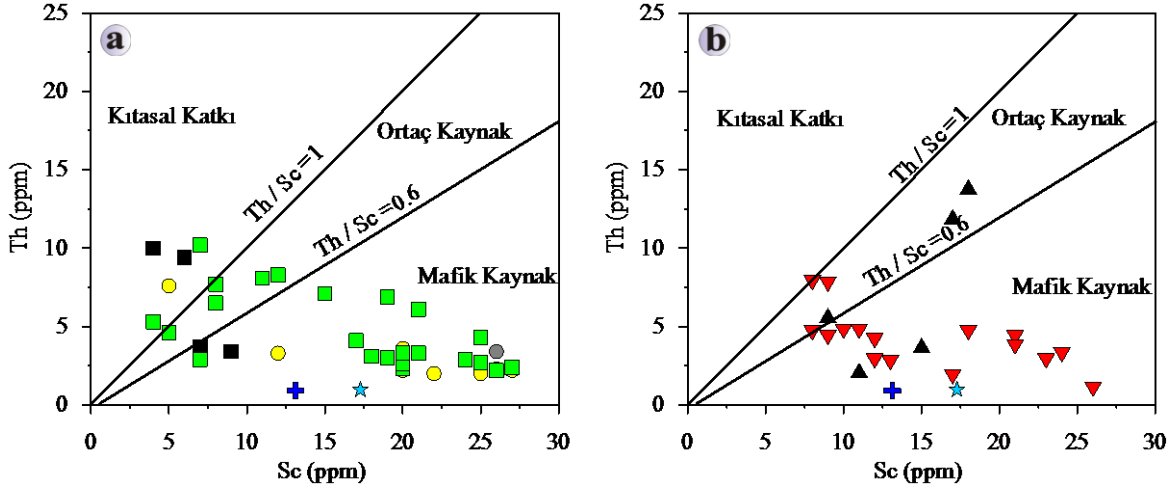 a
25
20
15
10
5
0
Th (ppm)
Kıtasal Katkı
Ortaç Kaynak
Th / Sc =1
Th / Sc =0.6
Mafik Kaynak
0 5 10 15 20 25 30
Sc (ppm)
b
25
20
15
10
5
0
Th (ppm)
Kıtasal Katkı
Ortaç Kaynak
Th / Sc =1
Th / Sc =0.6
Mafik Kaynak
0 5 10 15 20 25 30
Sc (ppm)